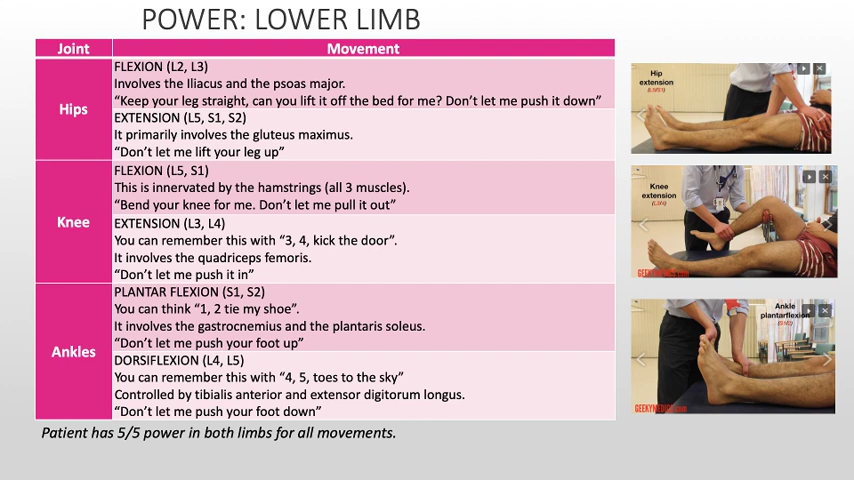 POWER: LOWER LIMB
Joint
Movement
Hips
FLEXION (L2, L3)
Involves the Iliacus and the psoas major.
“Keep your leg straight, can you lift it off the bed for me? Don’t let me push it down”
EXTENSION (L5, S1, S2)
It primarily involves the gluteus maximus.
“Don’t let me lift your leg up”
Knee
FLEXION (L5, S1)
This is innervated by the hamstrings (all 3 muscles).
“Bend your knee for me. Don’t let me pull it out”
EXTENSION (L3, L4)
You can remember this with “3, 4, kick the door”.
It involves the quadriceps femoris.
“Don’t let me push it in”
Ankles
PLANTAR FLEXION (S1, S2)
You can think “1, 2 tie my shoe”.
It involves the gastrocnemius and the plantaris soleus.
“Don’t let me push your foot up”
DORSIFLEXION (L4, L5)
You can remember this with “4, 5, toes to the sky”
Controlled by tibialis anterior and extensor digitorum longus.
“Don’t let me push your foot down”
Patient has 5/5 power in both limbs for all movements.
Hip
extension
Knee
extension
GEEKYMEDICS.com
Ankle
plantarflexion
GEEKYMEDICS.com